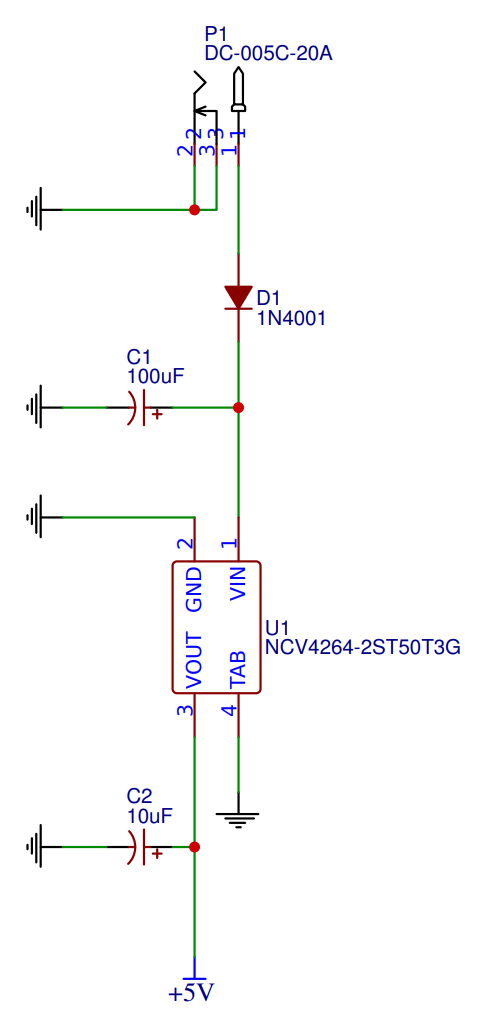 P1
DC-005C-20A
2 3 1
2 3 1
D1
1N4001
C1
100uF
2 1
GND VIN
U1
NCV4264-2ST50T3G
VOUT TAB
3 4
C2
10uF
+5V